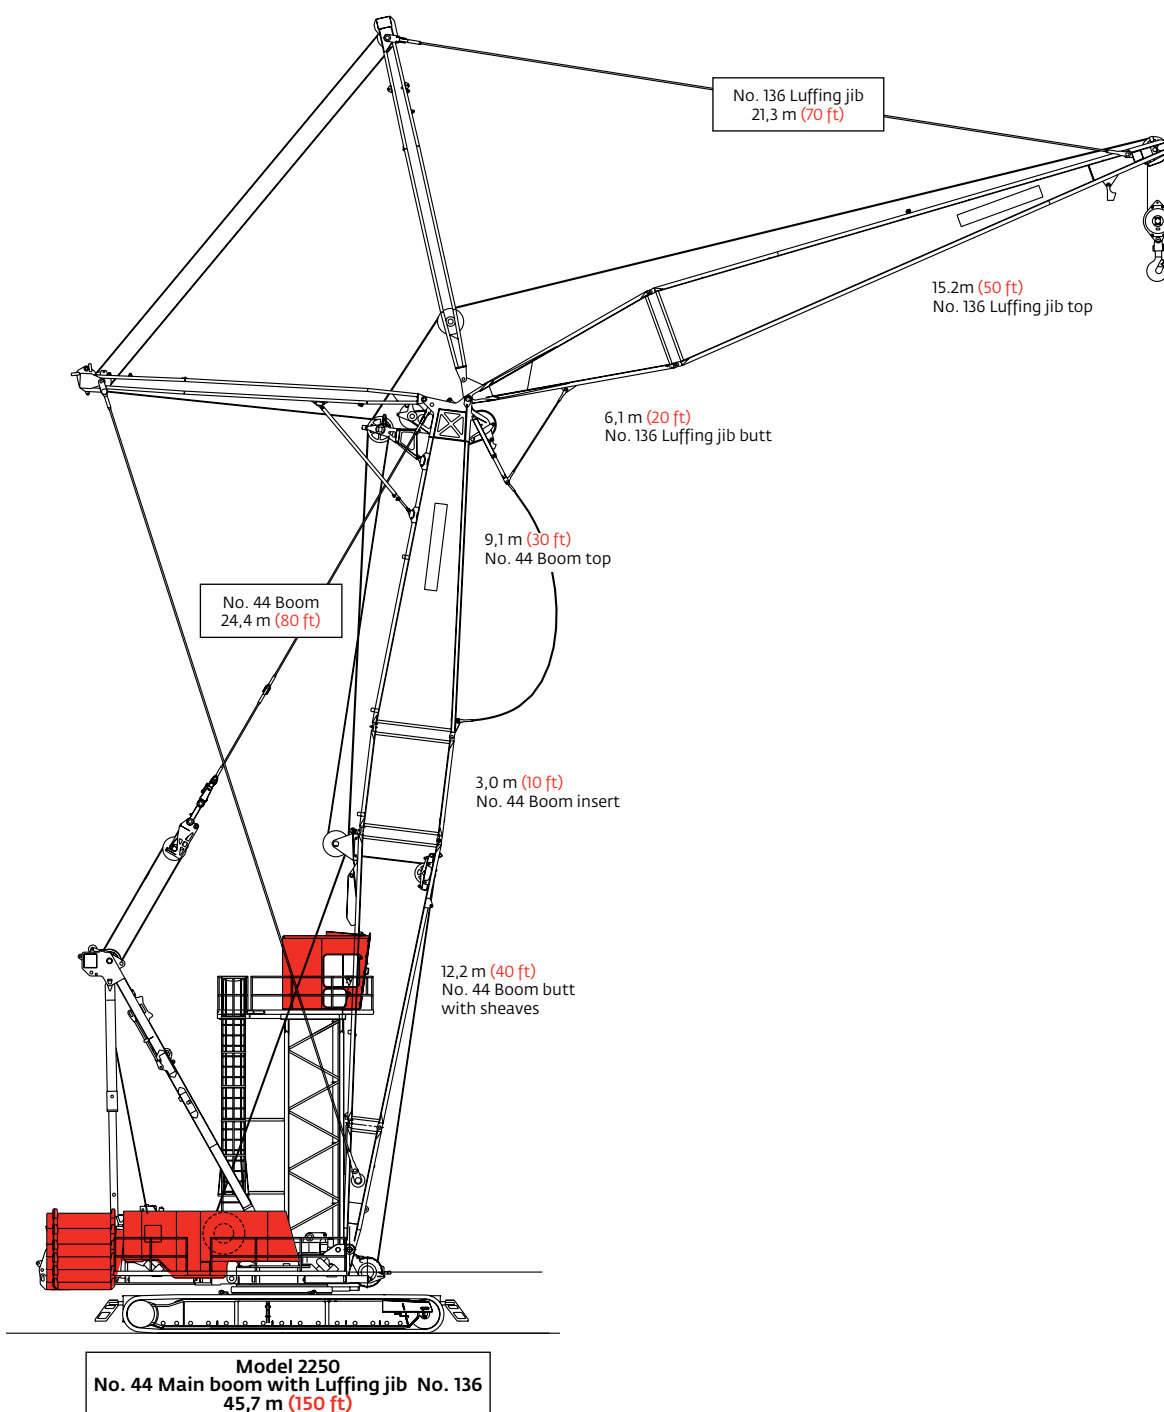 No. 136 Luffing jib
21,3 m (70 ft)
15.2m (50 ft)
No. 136 Luffing jib top
6,1 m (20 ft)
No. 136 Luffing jib butt
9,1 m (30 ft)
No. 44 Boom top
No. 44 Boom
24,4 m (80 ft)
3,0 m (10 ft)
No. 44 Boom insert
12,2 m (40 ft)
No. 44 Boom butt
with sheaves
Model 2250
No. 44 Main boom with Luffing jib No. 136
45,7 m (150 ft)